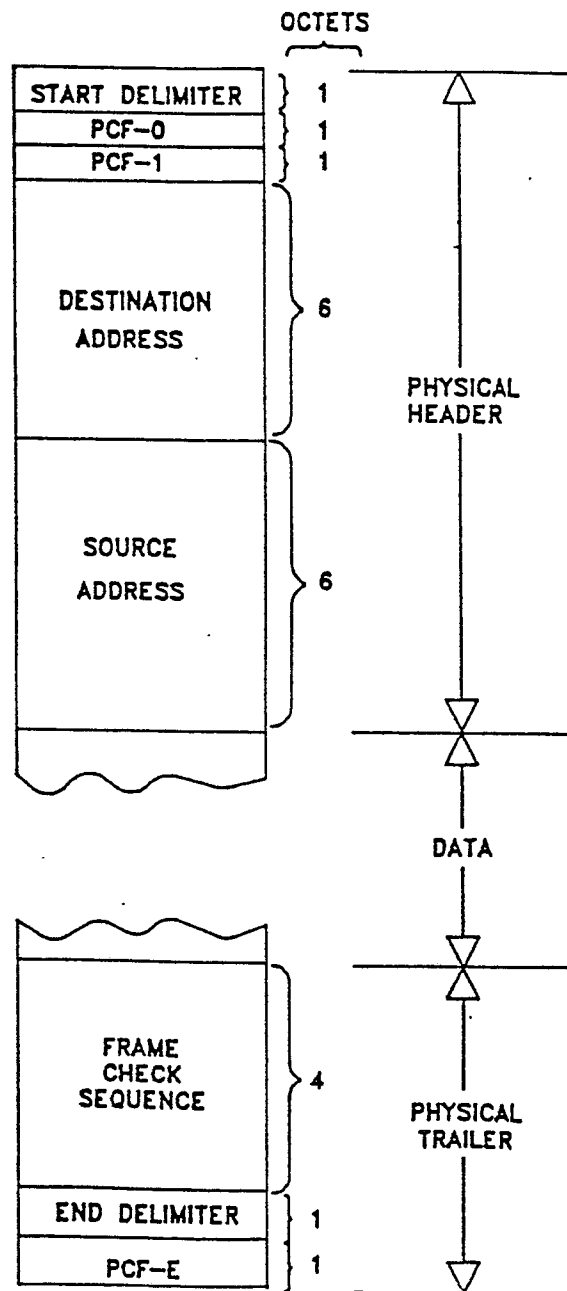 OCTETS
START DELIMITER 1
PCF-0 1
PCF-1 1
DESTINATION
ADDRESS
6
PHYSICAL
HEADER
SOURCE
ADDRESS
6
DATA
FRAME
CHECK
SEQUENCE
4
PHYSICAL
TRAILER
END DELIMITER 1
PCF-E 1